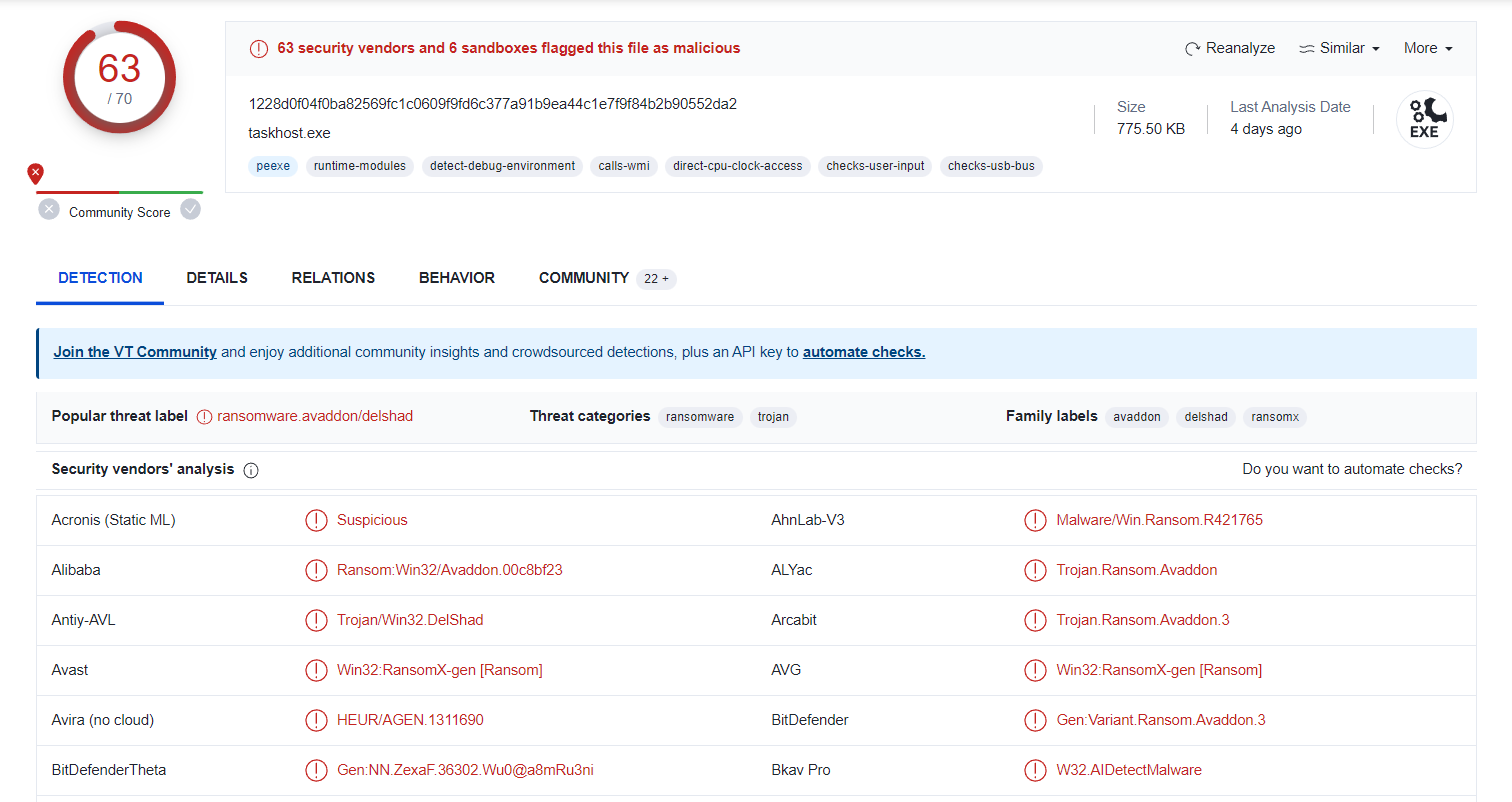 63
/ 70
Community Score
63 security vendors and 6 sandboxes flagged this file as malicious
Reanalyze Similar More
1228d0f04f0ba82569fc1c0609f9fd6c377a91b9ea44c1e7f9f84b2b90552da2
taskhost.exe
peexe runtime-modules detect-debug-environment calls-wmi direct-cpu-clock-access checks-user-input checks-usb-bus
Size
775.50 KB
Last Analysis Date
4 days ago
EXE
DETECTION DETAILS RELATIONS BEHAVIOR COMMUNITY 22 +
Join the VT Community and enjoy additional community insights and crowdsourced detections, plus an API key to automate checks.
Popular threat label ransomware.avaddon/delshad Threat categories ransomware trojan Family labels avaddon delshad ransomx
Security vendors' analysis Do you want to automate checks?
Acronis (Static ML) Suspicious AhnLab-V3 Malware/Win.Ransom.R421765
Alibaba Ransom:Win32/Avaddon.00c8bf23 ALYac Trojan.Ransom.Avaddon
Antiy-AVL Trojan/Win32.DelShad Arcabit Trojan.Ransom.Avaddon.3
Avast Win32:RansomX-gen [Ransom] AVG Win32:RansomX-gen [Ransom]
Avira (no cloud) HEUR/AGEN.1311690 BitDefender Gen:Variant.Ransom.Avaddon.3
BitDefenderTheta Gen:NN.ZexaF.36302.Wu0@a8mRu3ni Bkav Pro W32.AIDetectMalware